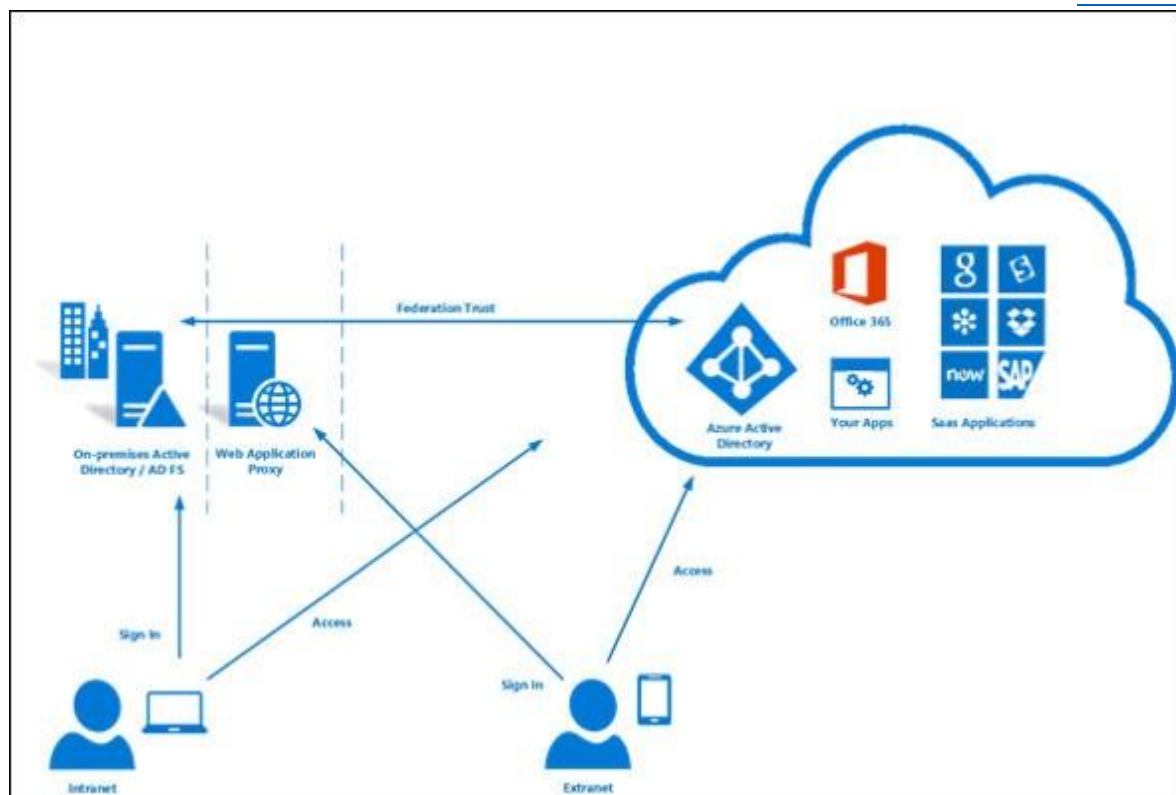 Federation Trust
Office 365
g
now
SAP
Azure Active
Directory
Your Apps
SaaS Applications
On-premises Active
Directory / AD FS
Web Application
Proxy
Sign In
Access
Sign In
Access
Intranet
Extranet